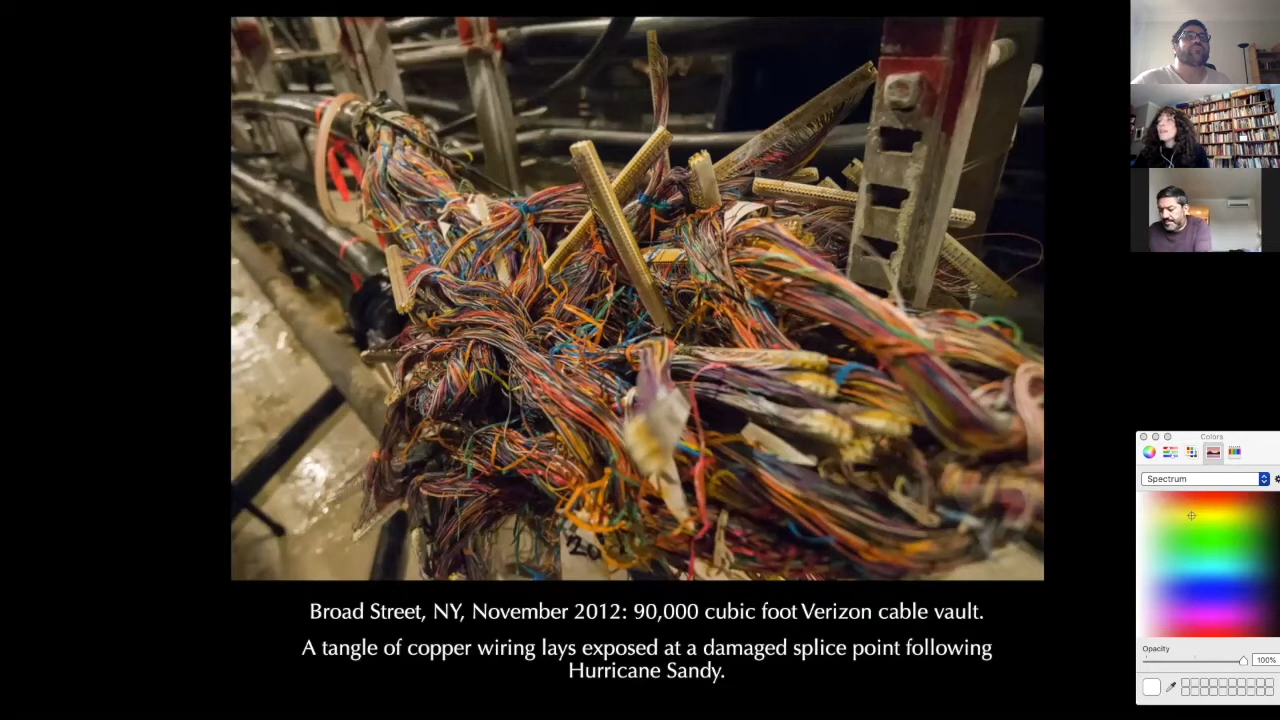 20
Broad Street, NY, November 2012: 90,000 cubic foot Verizon cable vault.
A tangle of copper wiring lays exposed at a damaged splice point following
Hurricane Sandy.
Colors
Spectrum
Opacity
100%